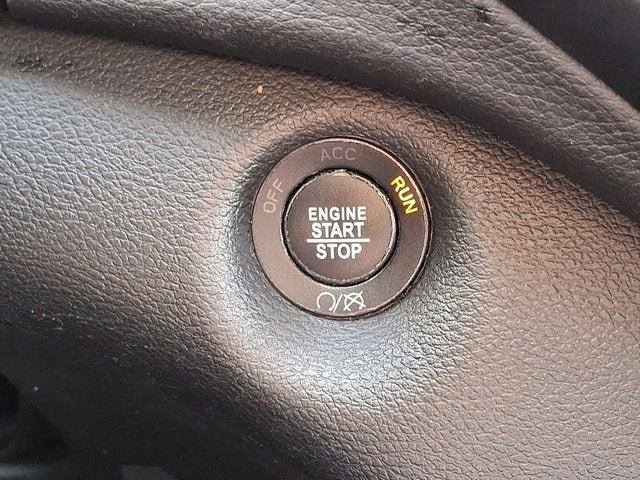 OFF
ACC
RUN
ENGINE
START
STOP